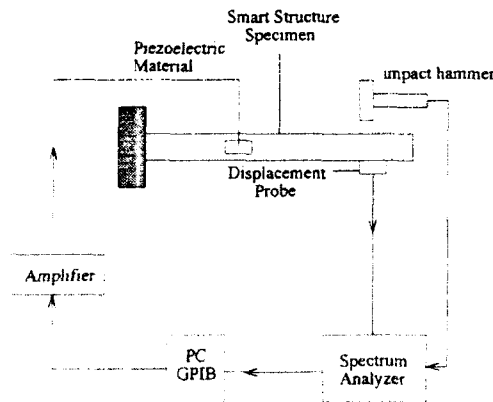 Smart Structure
Specimen
Piezoelectric
Material
impact hammer
Displacement
Probe
Amplifier
PC
GPIB
Spectrum
Analyzer